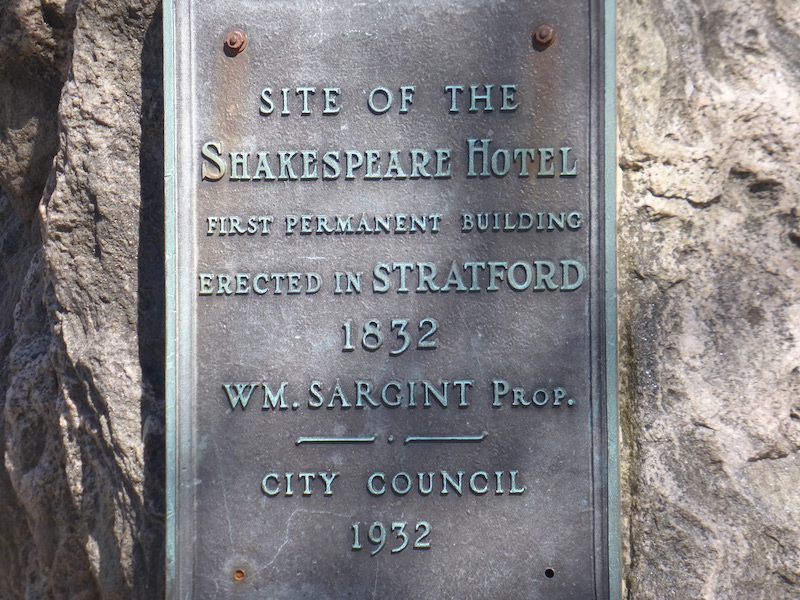 SITE OF THE
SHAKESPEARE HOTEL
FIRST PERMANENT BUILDING
ERECTED IN STRATFORD
1832
WM. SARGINT PROP.
CITY COUNCIL
1932